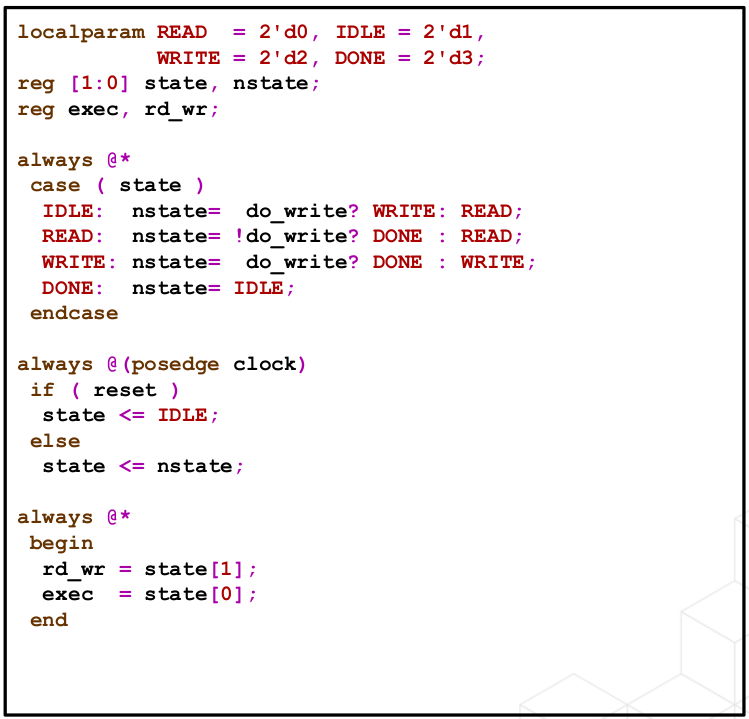 localparam READ  = 2'd0, IDLE = 2'd1,
           WRITE = 2'd2, DONE = 2'd3;
reg [1:0] state, nstate;
reg exec, rd_wr;

always @*
 case ( state )
  IDLE:  nstate=  do_write? WRITE: READ;
  READ:  nstate= !do_write? DONE : READ;
  WRITE: nstate=  do_write? DONE : WRITE;
  DONE:  nstate= IDLE;
 endcase

always @(posedge clock)
 if ( reset )
  state <= IDLE;
 else
  state <= nstate;

always @*
 begin
  rd_wr = state[1];
  exec  = state[0];
 end